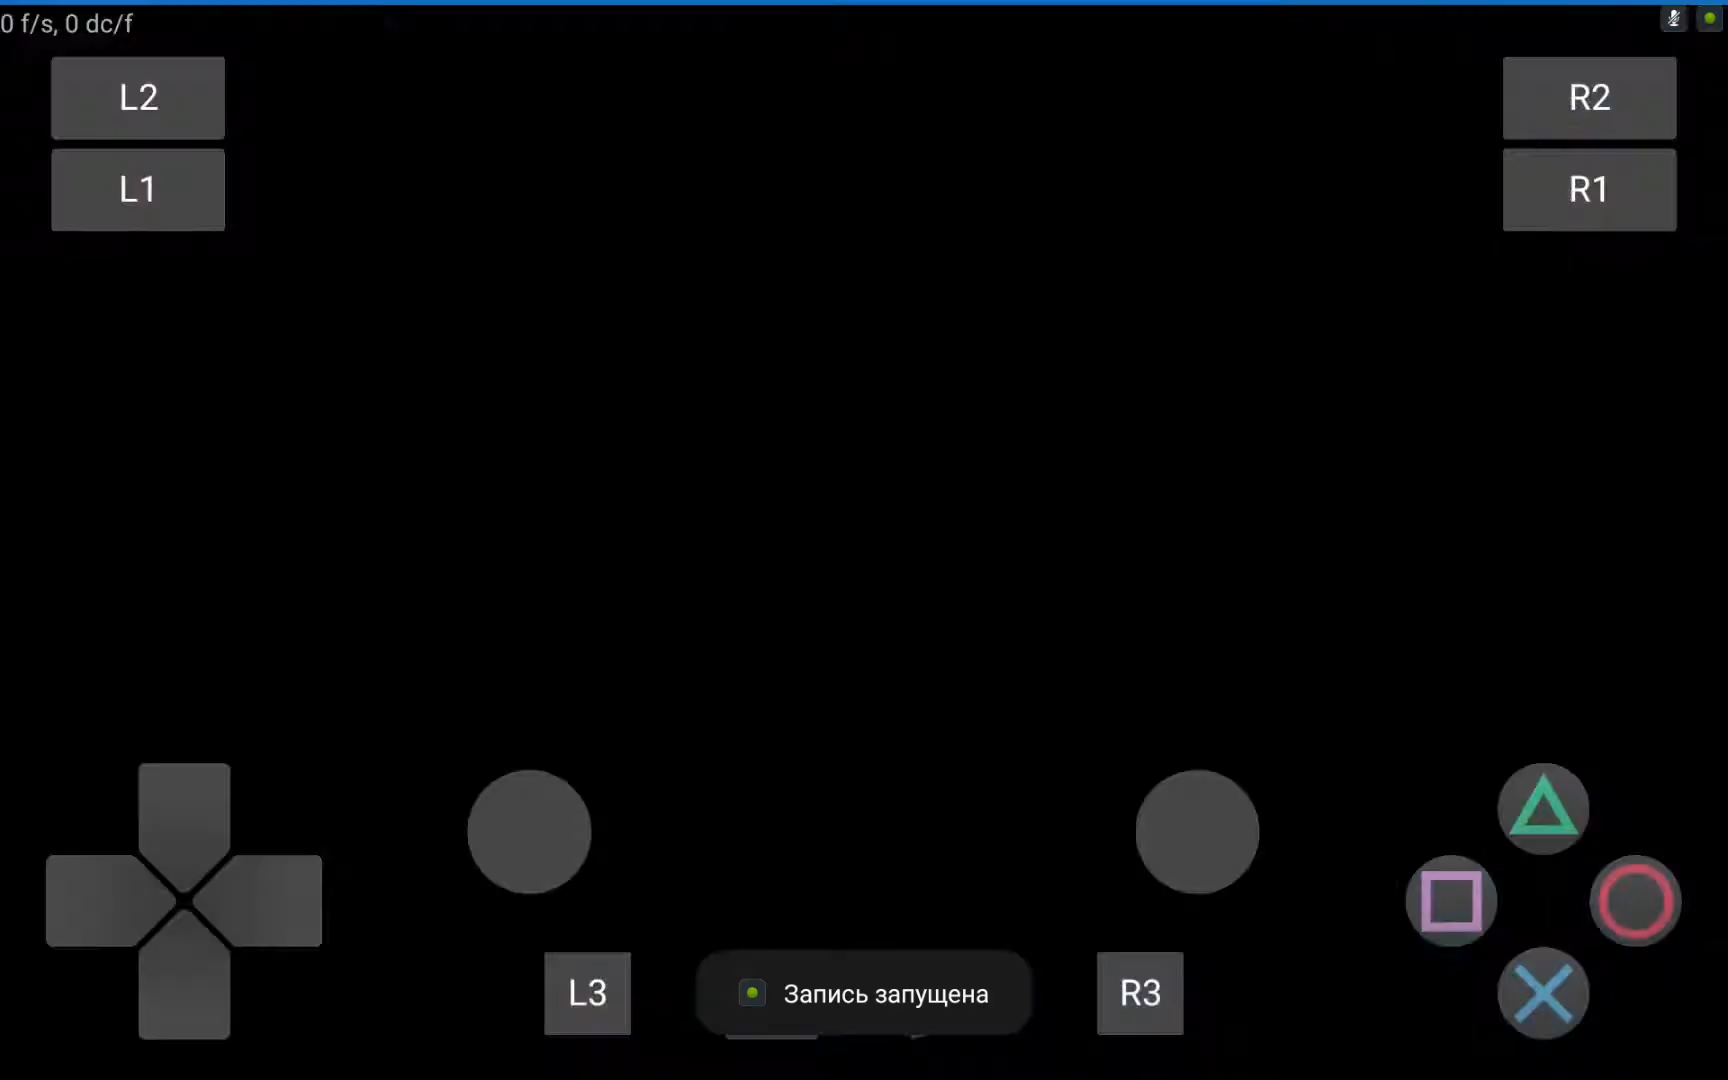 0 f/s, 0 dc/f
L2
R2
L1
R1
L3
Запись запущена
R3